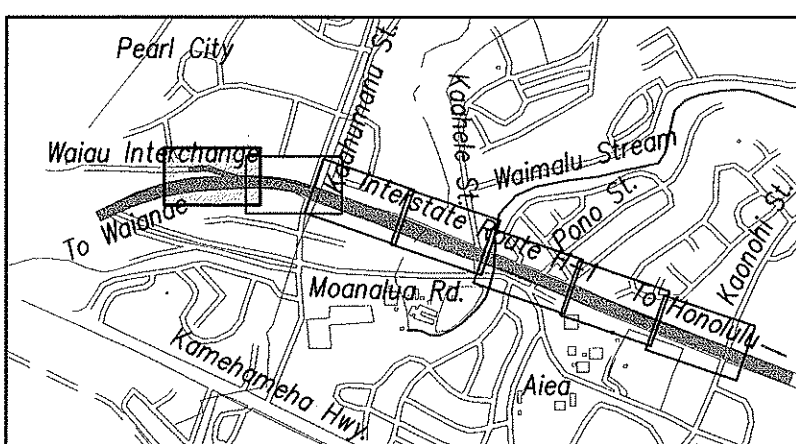 Pearl City
Kaahumanu St.
Kaahele St.
Waiau Interchange
Waimalu Stream
Interstate Route H-1
Pono St.
Kaonohi St.
To Waianae
Moanalua Rd.
To Honolulu
Kamehameha Hwy.
Aiea